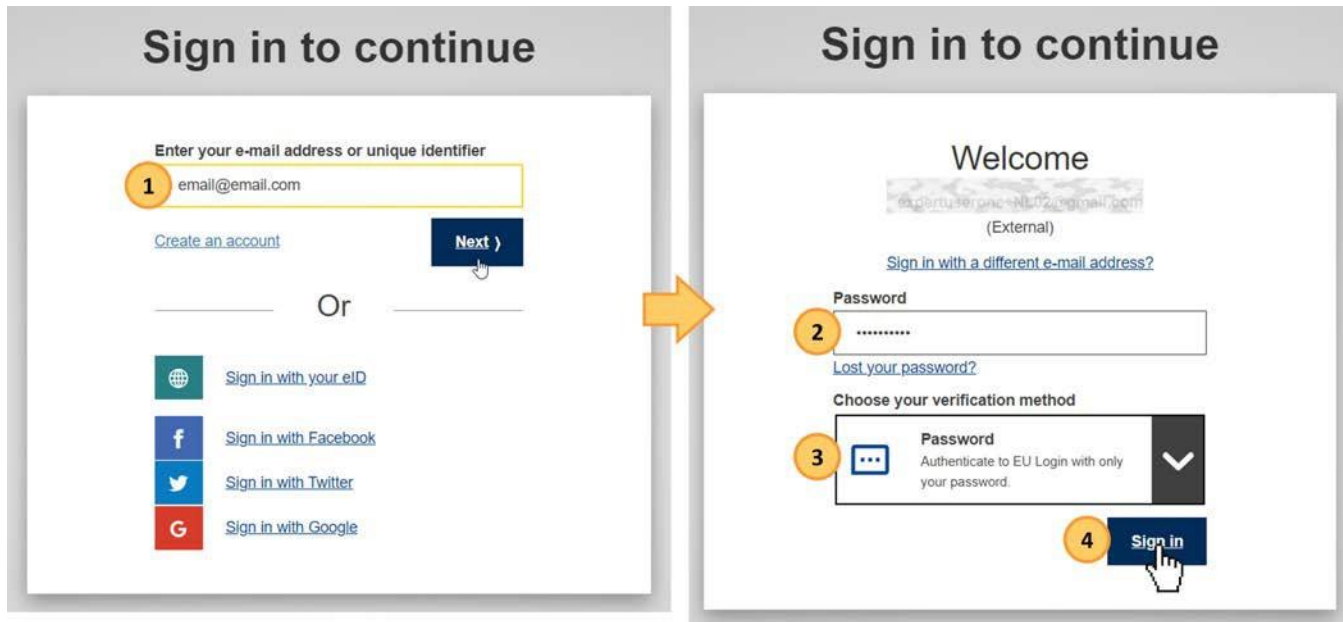 Sign in to continue
Enter your e-mail address or unique identifier
1
email@email.com
Create an account
Next ⟩
Or
Sign in with your eID
f
Sign in with Facebook
Sign in with Twitter
G
Sign in with Google
Sign in to continue
Welcome
(External)
Sign in with a different e-mail address?
Password
2
••••••••••
Lost your password?
Choose your verification method
3
Password
Authenticate to EU Login with only
your password.
4
Sign in